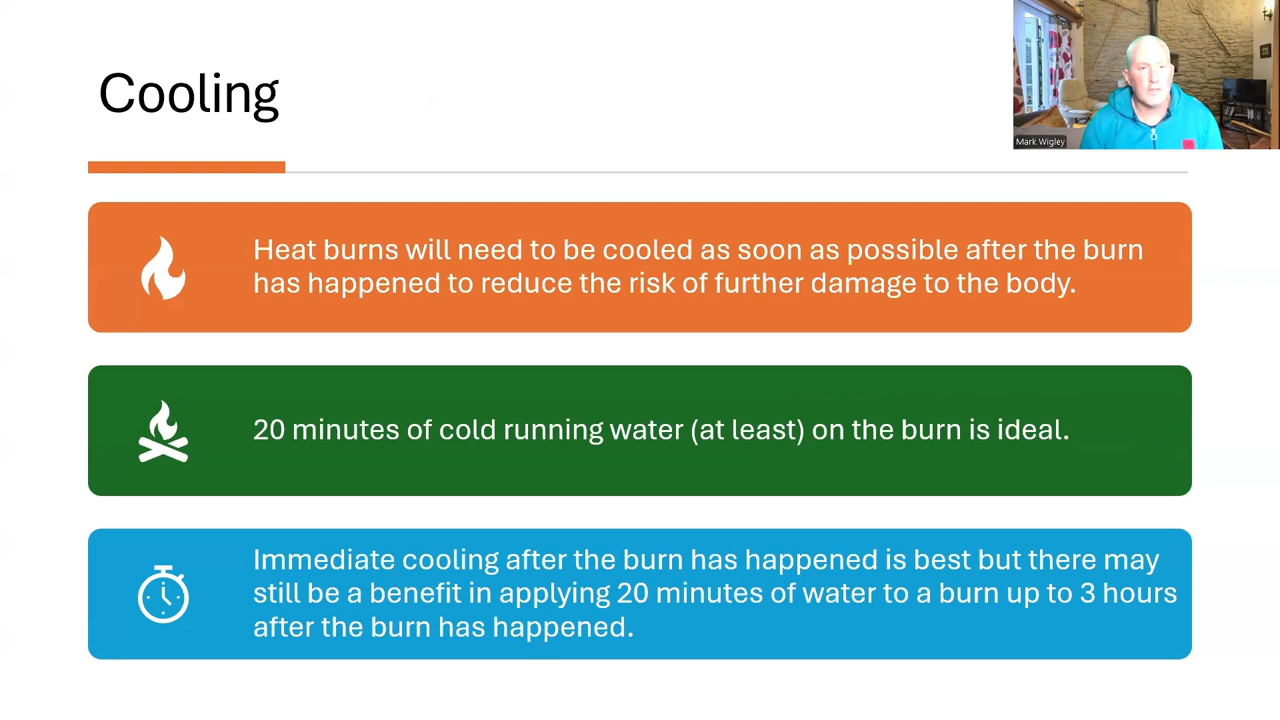 Cooling
Mark Wigley
Heat burns will need to be cooled as soon as possible after the burn
has happened to reduce the risk of further damage to the body.
20 minutes of cold running water (at least) on the burn is ideal.
Immediate cooling after the burn has happened is best but there may
still be a benefit in applying 20 minutes of water to a burn up to 3 hours
after the burn has happened.